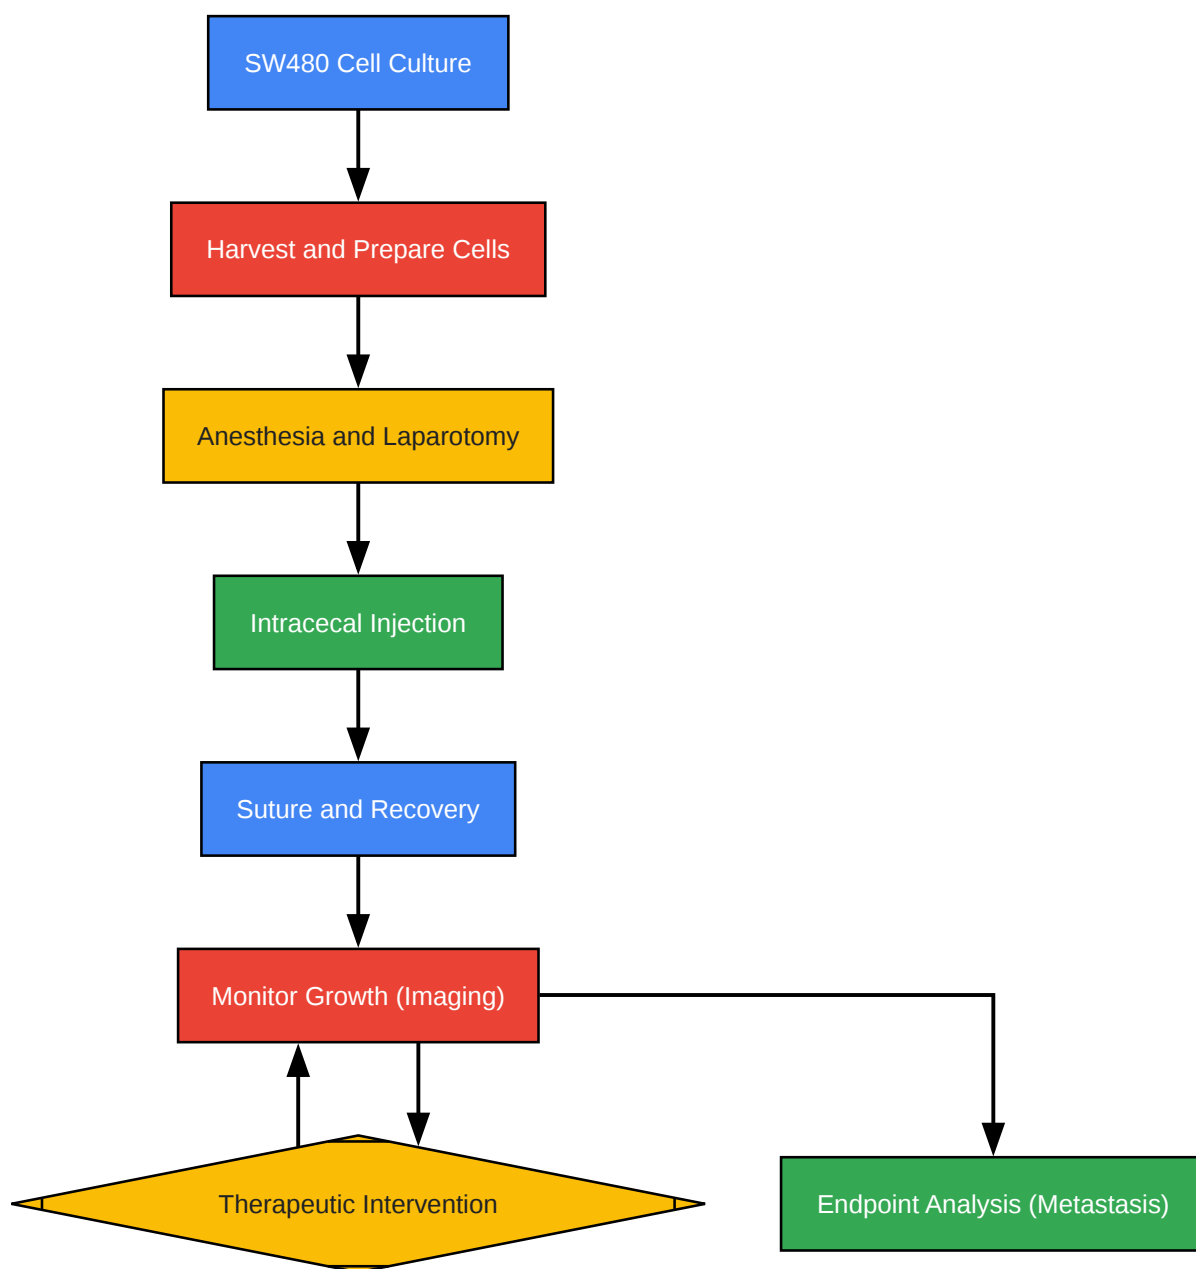 SW480 Cell Culture
Harvest and Prepare Cells
Anesthesia and Laparotomy
Intracecal Injection
Suture and Recovery
Monitor Growth (Imaging)
Therapeutic Intervention
Endpoint Analysis (Metastasis)